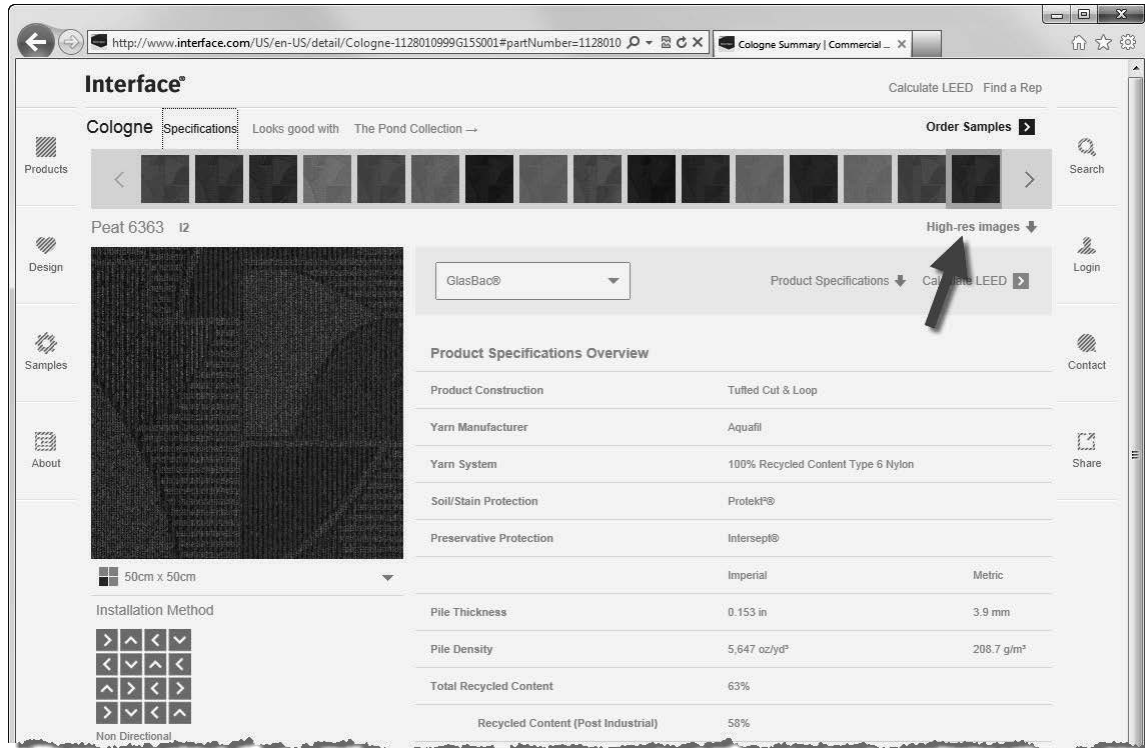 http://www.interface.com/US/en-US/detail/Cologne-1128010999G15S001#partNumber=1128010
Cologne Summary | Commercial ...
Interface®
Calculate LEED Find a Rep
Cologne Specifications Looks good with The Pond Collection →
Order Samples
Products
Search
Peat 6363 I2
High-res images
Design
Login
GlasBac®
Product Specifications
Calculate LEED
Samples
Contact
Product Specifications Overview
Product Construction Tufted Cut & Loop
Yarn Manufacturer Aquafil
About
Share
Yarn System 100% Recycled Content Type 6 Nylon
Soil/Stain Protection Protekt²®
Preservative Protection Intersept®
50cm x 50cm
Imperial Metric
Installation Method
Pile Thickness 0.153 in 3.9 mm
Pile Density 5,647 oz/yd³ 208.7 g/m³
Total Recycled Content 63%
Recycled Content (Post Industrial) 58%
Non Directional